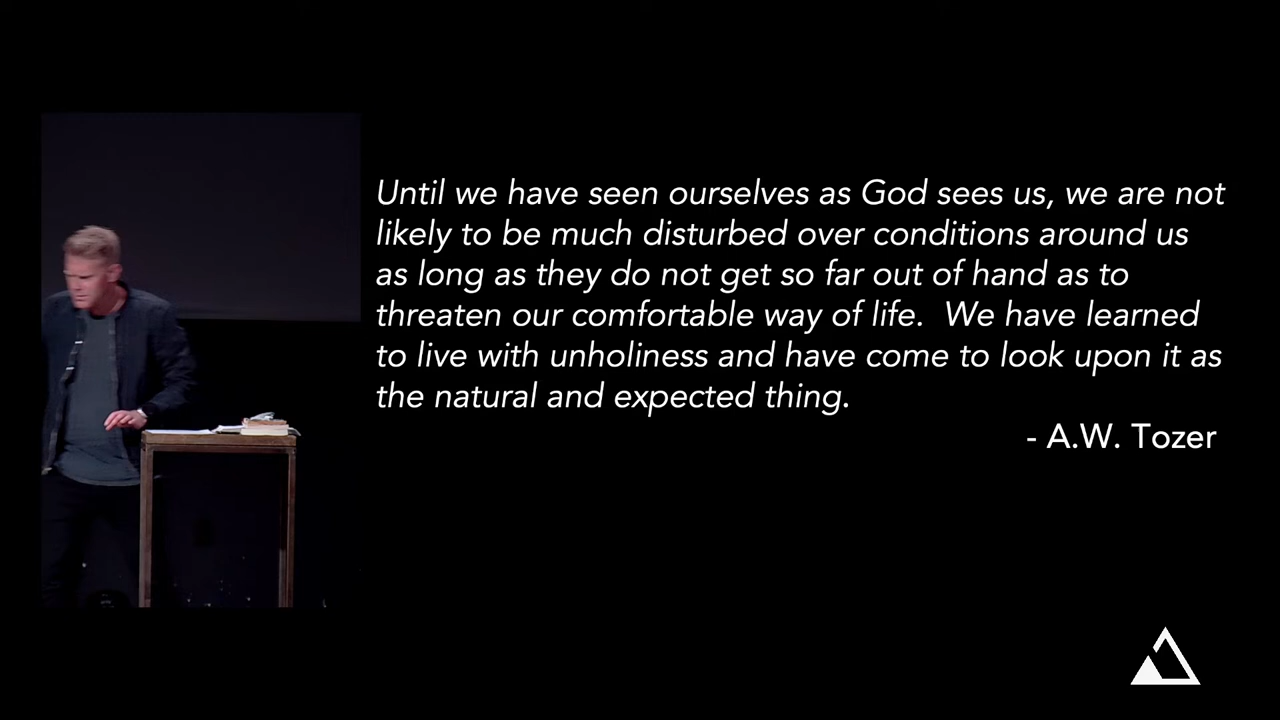 Until we have seen ourselves as God sees us, we are not
likely to be much disturbed over conditions around us
as long as they do not get so far out of hand as to
threaten our comfortable way of life.  We have learned
to live with unholiness and have come to look upon it as
the natural and expected thing.
- A.W. Tozer